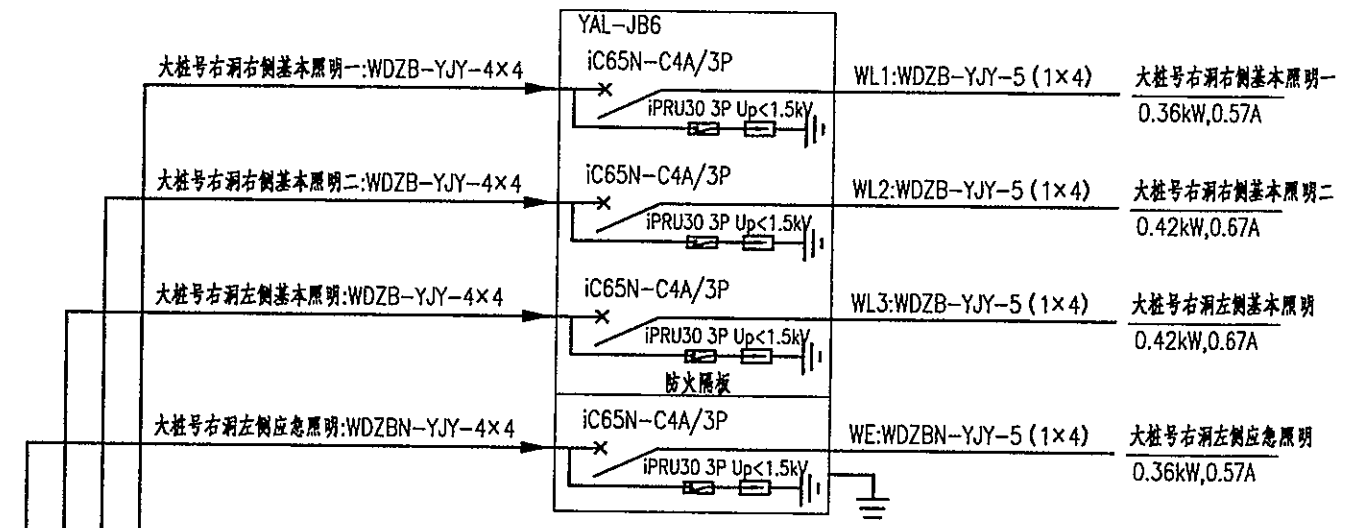 YAL-JB6
大桩号右洞右侧基本照明一:WDZB-YJY-4×4
iC65N-C4A/3P
iPRU30 3P Up<1.5kV
WL1:WDZB-YJY-5(1×4)
大桩号右洞右侧基本照明一
0.36kW,0.57A
大桩号右洞右侧基本照明二:WDZB-YJY-4×4
iC65N-C4A/3P
iPRU30 3P Up<1.5kV
WL2:WDZB-YJY-5(1×4)
大桩号右洞右侧基本照明二
0.42kW,0.67A
大桩号右洞左侧基本照明:WDZB-YJY-4×4
iC65N-C4A/3P
iPRU30 3P Up<1.5kV
WL3:WDZB-YJY-5(1×4)
大桩号右洞左侧基本照明
0.42kW,0.67A
防火隔板
大桩号右洞左侧应急照明:WDZBN-YJY-4×4
iC65N-C4A/3P
iPRU30 3P Up<1.5kV
WE:WDZBN-YJY-5(1×4)
大桩号右洞左侧应急照明
0.36kW,0.57A